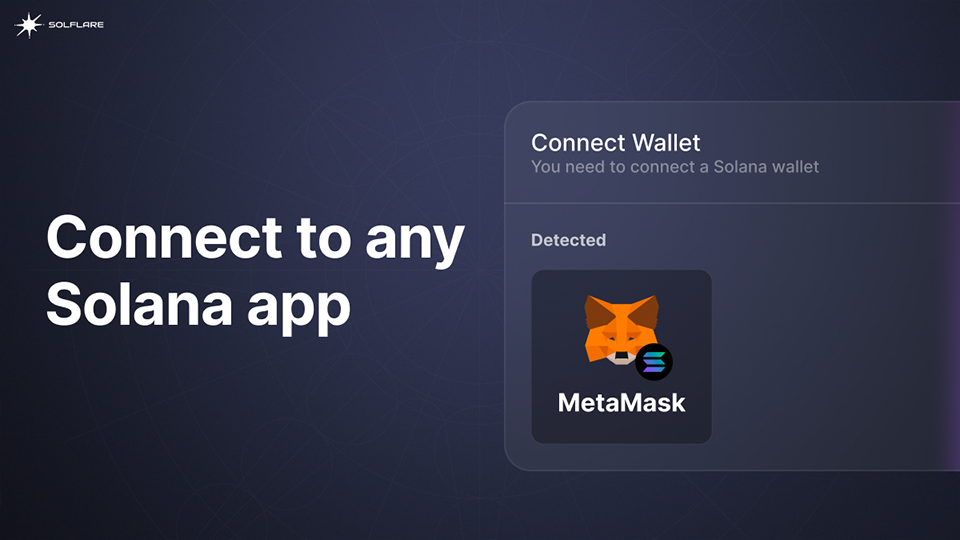 SOLFLARE
Connect to any
Solana app
Connect Wallet
You need to connect a Solana wallet
Detected
MetaMask